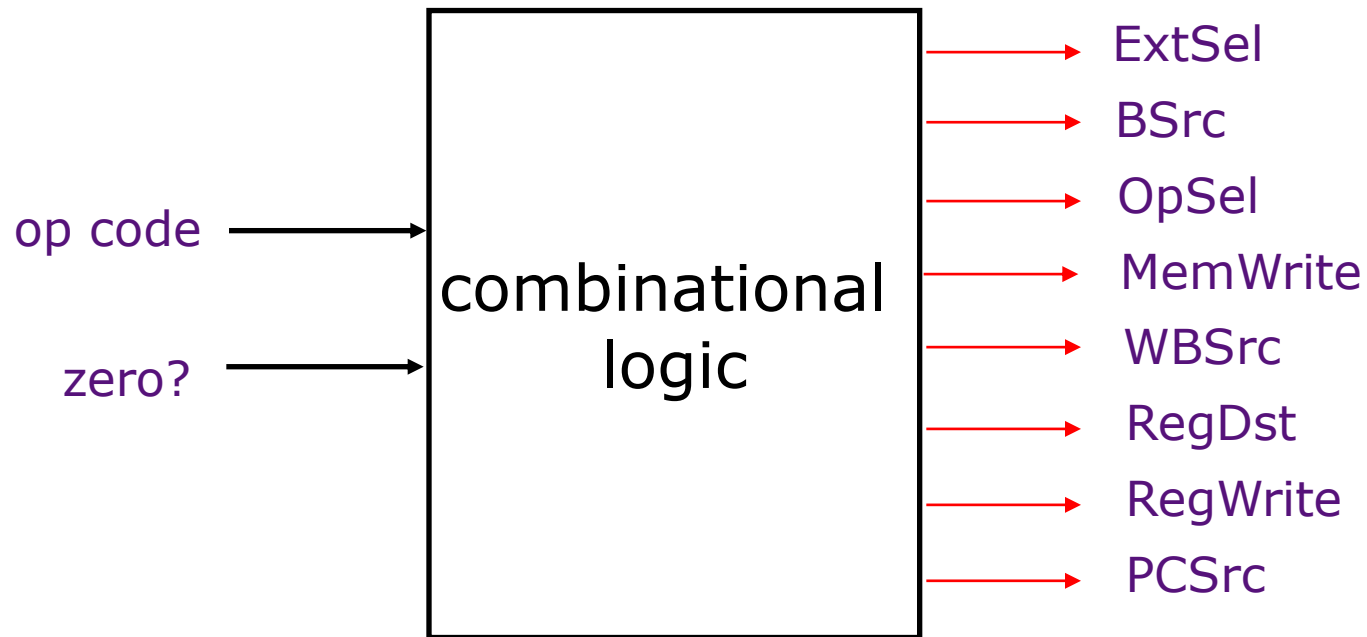 op code
zero?
combinational
logic
ExtSel
BSrc
OpSel
MemWrite
WBSrc
RegDst
RegWrite
PCSrc